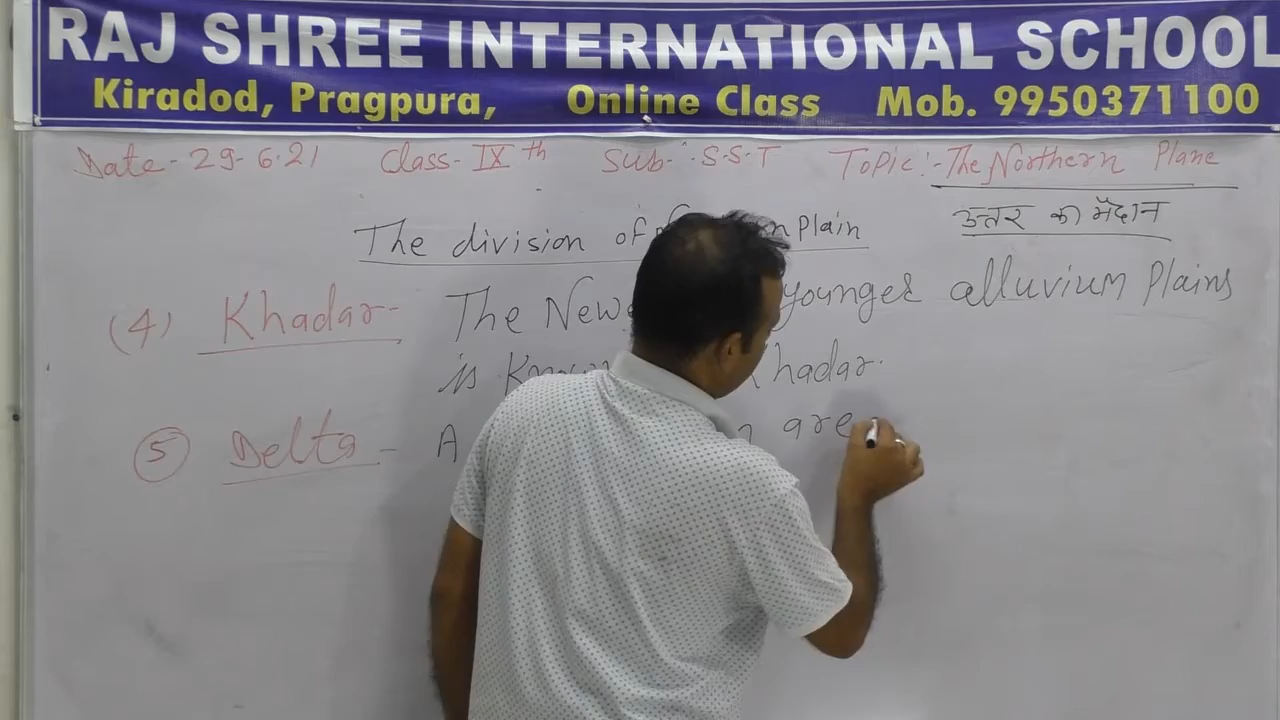 RAJ SHREE INTERNATIONAL SCHOOL
Kiradod, Pragpura, Online Class Mob. 9950371100
Date - 29-6-21 Class- IX th Sub- S.S.T Topic:- The Northern Plane
उत्तर का मैदान
The division of Plain
(4) Khadar- The younger alluvium Plains
is Khadar.
(5) Delta - A are